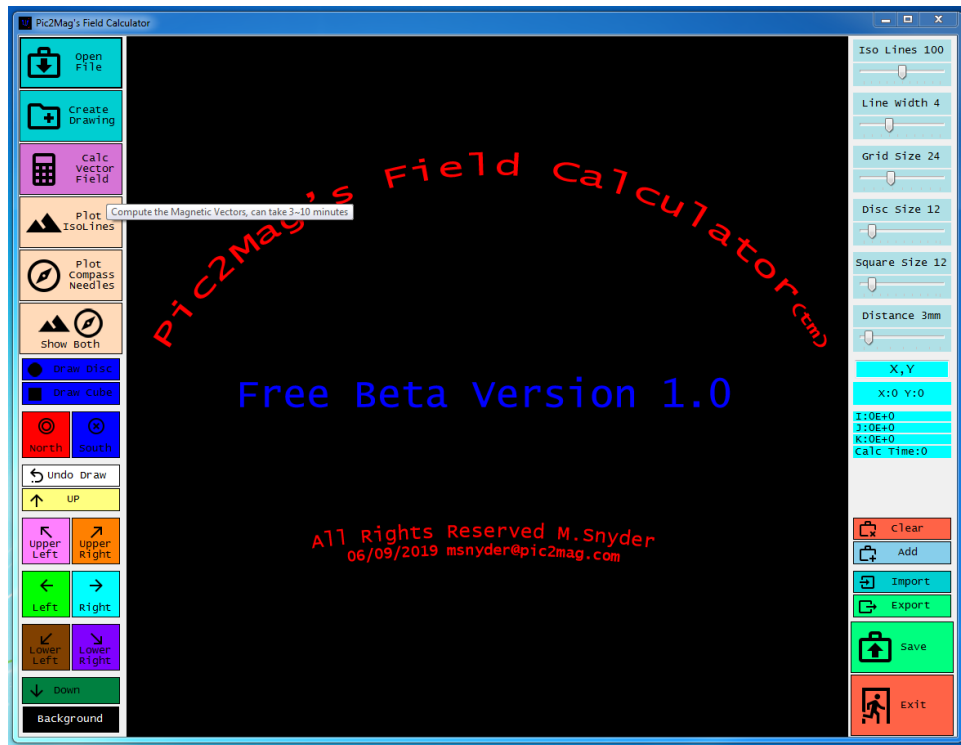 Pic2Mag's Field Calculator
Open
File
Create
Drawing
Calc
Vector
Field
Plot
IsoLines
Compute the Magnetic Vectors, can take 3~10 minutes
Plot
Compass
Needles
Show Both
Draw Disc
Draw Cube
North
South
Undo Draw
UP
Upper
Left
Upper
Right
Left
Right
Lower
Left
Lower
Right
Down
Background
Pic2Mag's Field Calculator(tm)
Free Beta Version 1.0
All Rights Reserved M.Snyder
06/09/2019 msnyder@pic2mag.com
Iso Lines 100
Line Width 4
Grid Size 24
Disc Size 12
Square Size 12
Distance 3mm
X,Y
X:0 Y:0
I:0E+0
J:0E+0
K:0E+0
Calc Time:0
Clear
Add
Import
Export
Save
Exit